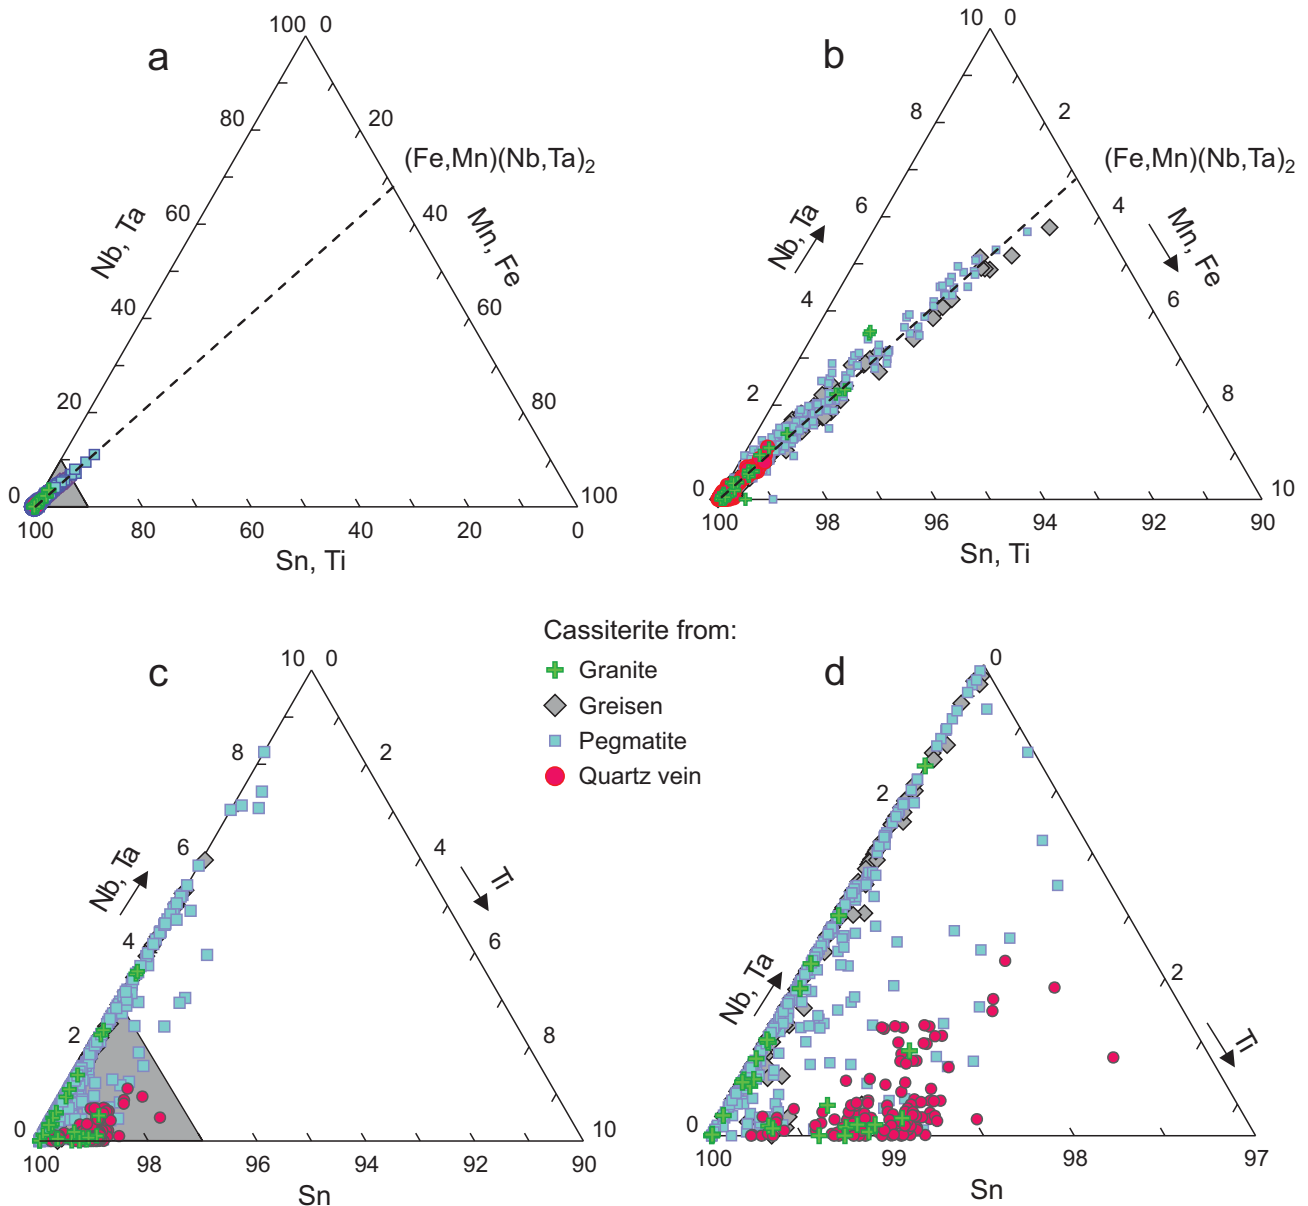 a
100 0
80
20
(Fe,Mn)(Nb,Ta)2
60
40
Nb, Ta
Mn, Fe
40
60
20
80
0
100
100 80 60 40 20 0
Sn, Ti
b
10 0
8
2
(Fe,Mn)(Nb,Ta)2
6
4
Nb, Ta
Mn, Fe
4
6
2
8
0
10
100 98 96 94 92 90
Sn, Ti
Cassiterite from:
Granite
Greisen
Pegmatite
Quartz vein
c
10 0
8
2
6
4
Nb, Ta
Ti
4
6
2
8
0
10
100 98 96 94 92 90
Sn
d
0
2
Nb, Ta
2
Ti
0
100 99 98 97
Sn